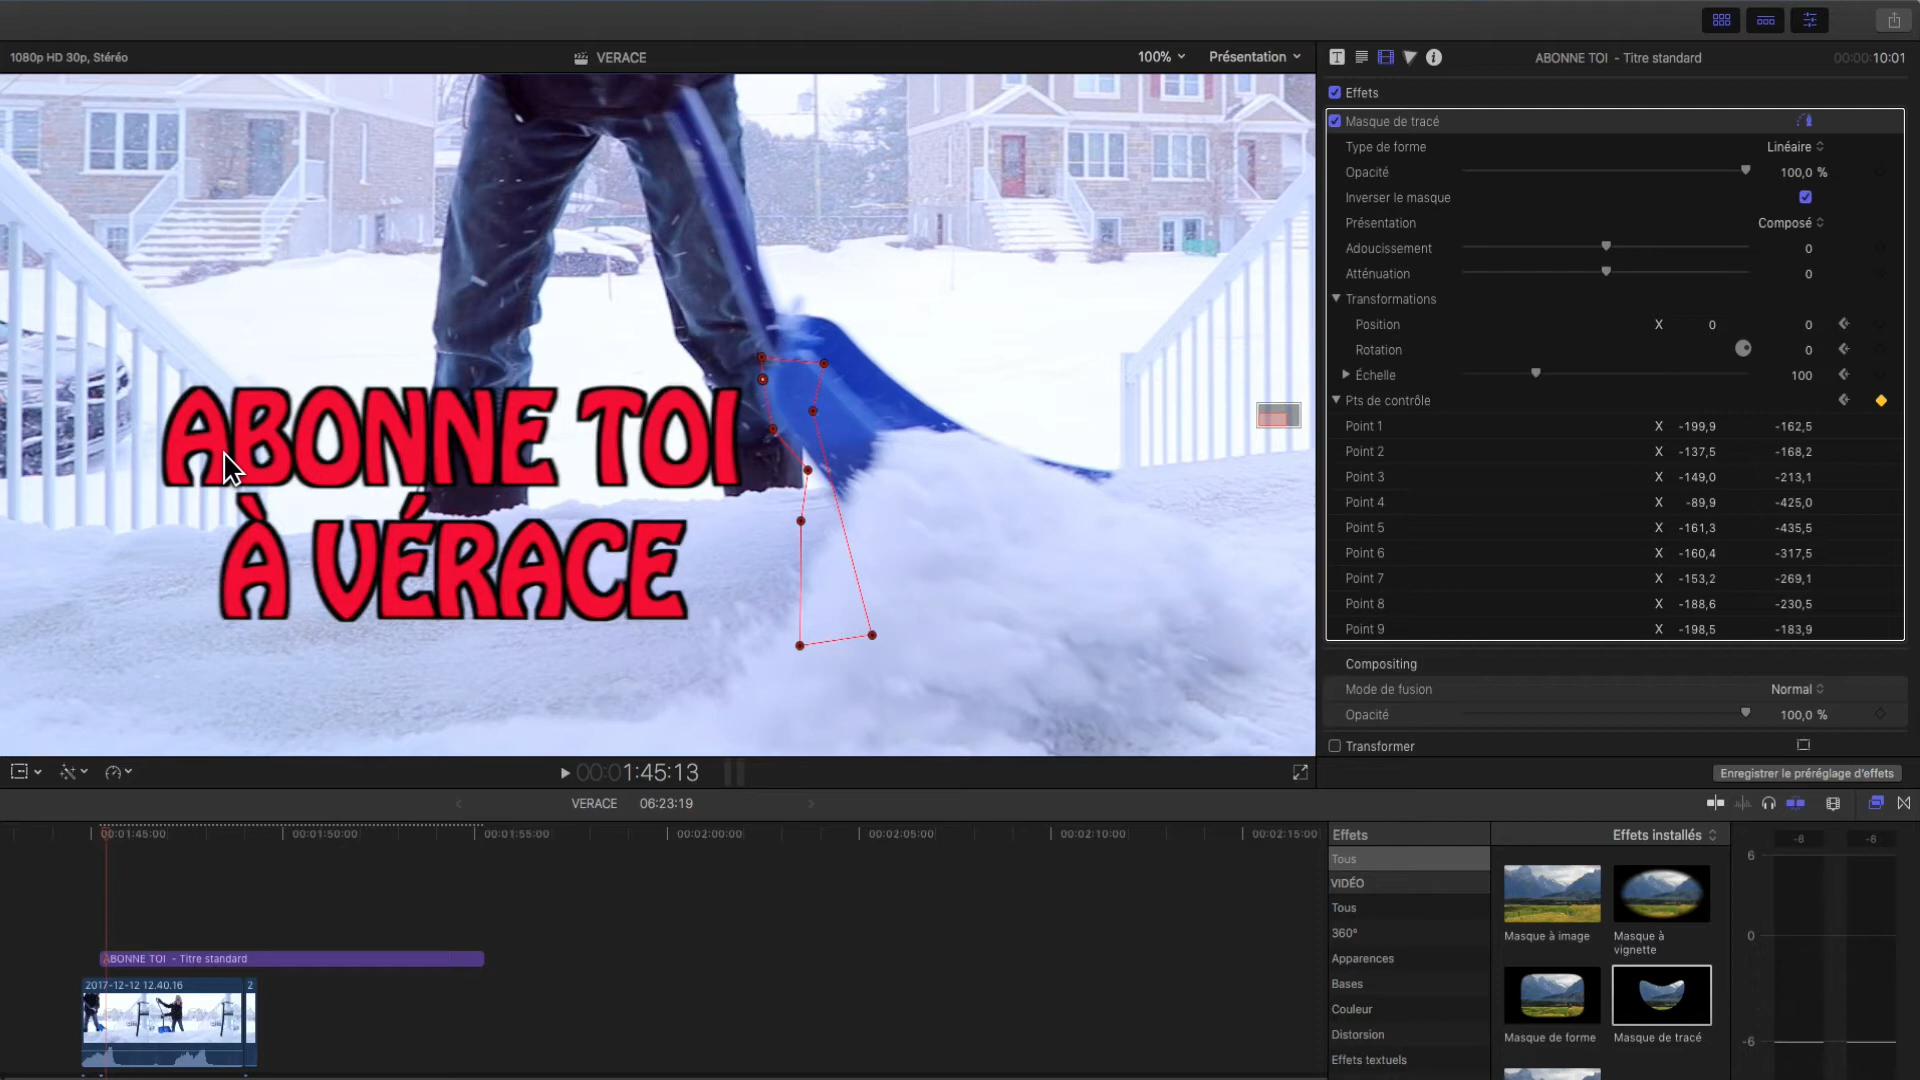 1080p HD 30p, Stéréo
VERACE
100%
Présentation
ABONNE TOI - Titre standard
00:00:10:01
Effets
Masque de tracé
Type de forme
Linéaire
Opacité
100,0 %
Inverser le masque
Présentation
Composé
Adoucissement
0
Atténuation
0
Transformations
Position
X
0
0
Rotation
0
Échelle
100
Pts de contrôle
Point 1
X
-199,9
-162,5
Point 2
X
-137,5
-168,2
Point 3
X
-149,0
-213,1
Point 4
X
-89,9
-425,0
Point 5
X
-161,3
-435,5
Point 6
X
-160,4
-317,5
Point 7
X
-153,2
-269,1
Point 8
X
-188,6
-230,5
Point 9
X
-198,5
-183,9
Compositing
Mode de fusion
Normal
Opacité
100,0 %
Transformer
Enregistrer le préréglage d'effets
ABONNE TOI
À VÉRACE
00:01:45:13
VERACE
06:23:19
00:01:45:00
00:01:50:00
00:01:55:00
00:02:00:00
00:02:05:00
00:02:10:00
00:02:15:00
ABONNE TOI - Titre standard
2017-12-12 12.40.16
2
Effets
Effets installés
Tous
VIDÉO
Tous
360°
Apparences
Bases
Couleur
Distorsion
Effets textuels
Masque à image
Masque à
vignette
Masque de forme
Masque de tracé
-6
-6
6
0
-6